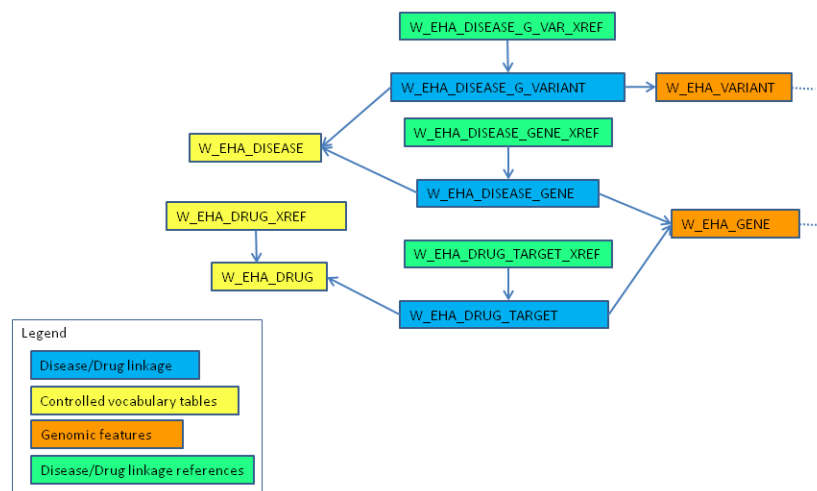 W_EHA_DISEASE_G_VAR_XREF
W_EHA_DISEASE_G_VARIANT
W_EHA_VARIANT
W_EHA_DISEASE_GENE_XREF
W_EHA_DISEASE
W_EHA_DISEASE_GENE
W_EHA_DRUG_XREF
W_EHA_GENE
W_EHA_DRUG_TARGET_XREF
W_EHA_DRUG
W_EHA_DRUG_TARGET
Legend
Disease/Drug linkage
Controlled vocabulary tables
Genomic features
Disease/Drug linkage references